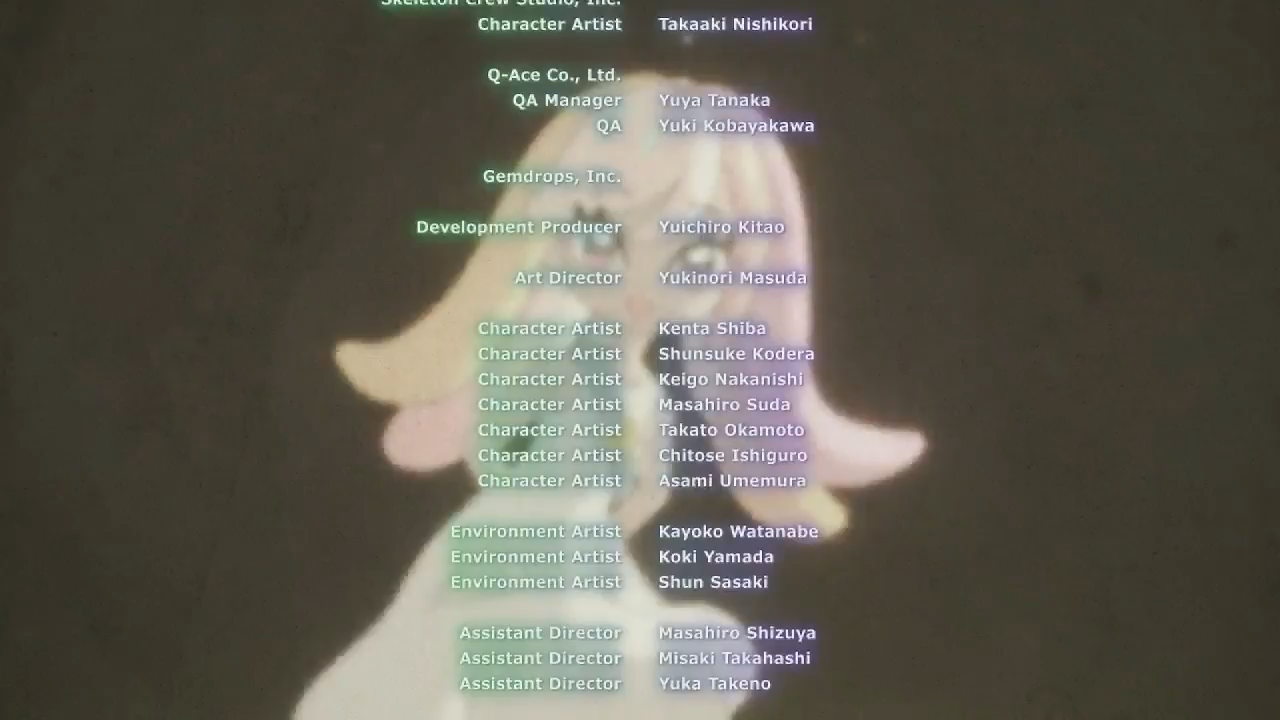 Skeleton Crew Studio, Inc.
Character Artist Takaaki Nishikori
Q-Ace Co., Ltd.
QA Manager Yuya Tanaka
QA Yuki Kobayakawa
Gemdrops, Inc.
Development Producer Yuichiro Kitao
Art Director Yukinori Masuda
Character Artist Kenta Shiba
Character Artist Shunsuke Kodera
Character Artist Keigo Nakanishi
Character Artist Masahiro Suda
Character Artist Takato Okamoto
Character Artist Chitose Ishiguro
Character Artist Asami Umemura
Environment Artist Kayoko Watanabe
Environment Artist Koki Yamada
Environment Artist Shun Sasaki
Assistant Director Masahiro Shizuya
Assistant Director Misaki Takahashi
Assistant Director Yuka Takeno